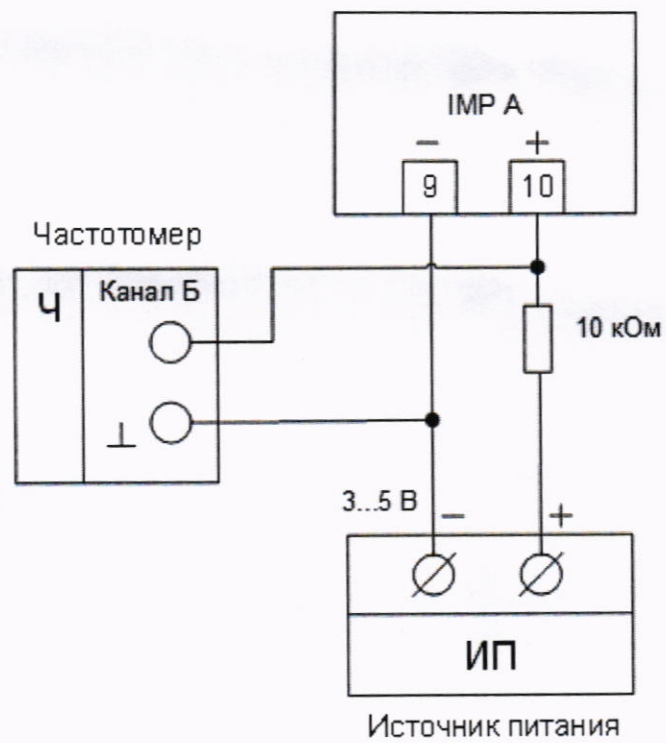 IMP A
− +
9 10
Частотомер
Ч Канал Б
⊥
10 кОм
3...5 В
− +
ИП
Источник питания